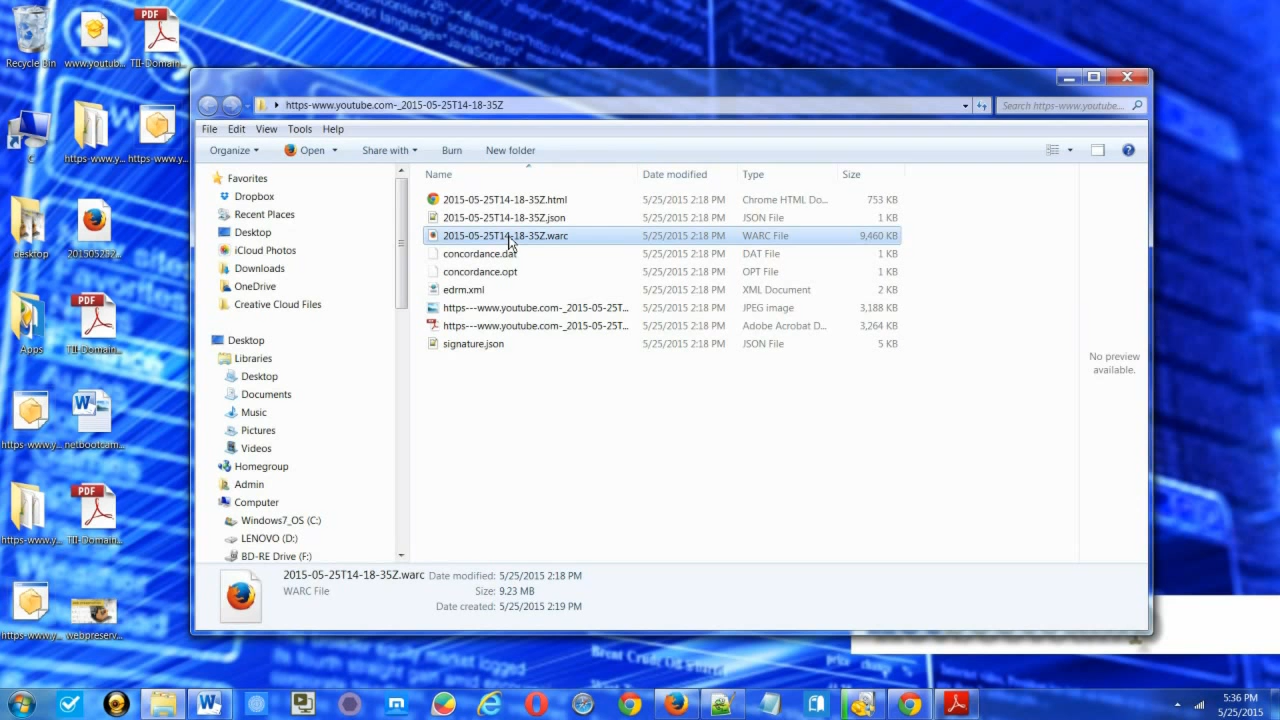 Recycle Bin
www.youtub...
TII-Domain...
C
https-www.y...
https-www.y...
desktop
Apps
TII-Domain...
https-www.y...
netbootcam...
https-www.y...
TII-Domain...
https-www.y...
webpreserv...
https-www.youtube.com-_2015-05-25T14-18-35Z
Search https-www.youtube...
File Edit View Tools Help
Organize Open Share with Burn New folder
Favorites
Dropbox
Recent Places
Desktop
iCloud Photos
Downloads
OneDrive
Creative Cloud Files
Desktop
Libraries
Desktop
Documents
Music
Pictures
Videos
Homegroup
Admin
Computer
Windows7_OS (C:)
LENOVO (D:)
BD-RE Drive (F:)
Name Date modified Type Size
2015-05-25T14-18-35Z.html 5/25/2015 2:18 PM Chrome HTML Do... 753 KB
2015-05-25T14-18-35Z.json 5/25/2015 2:18 PM JSON File 1 KB
2015-05-25T14-18-35Z.warc 5/25/2015 2:18 PM WARC File 9,460 KB
concordance.dat 5/25/2015 2:18 PM DAT File 1 KB
concordance.opt 5/25/2015 2:18 PM OPT File 1 KB
edrm.xml 5/25/2015 2:18 PM XML Document 2 KB
https---www.youtube.com-_2015-05-25T... 5/25/2015 2:18 PM JPEG image 3,188 KB
https---www.youtube.com-_2015-05-25T... 5/25/2015 2:18 PM Adobe Acrobat D... 3,264 KB
signature.json 5/25/2015 2:18 PM JSON File 5 KB
No preview
available.
2015-05-25T14-18-35Z.warc Date modified: 5/25/2015 2:18 PM
WARC File Size: 9.23 MB
Date created: 5/25/2015 2:19 PM
Brent Crude Oil
5:36 PM
5/25/2015